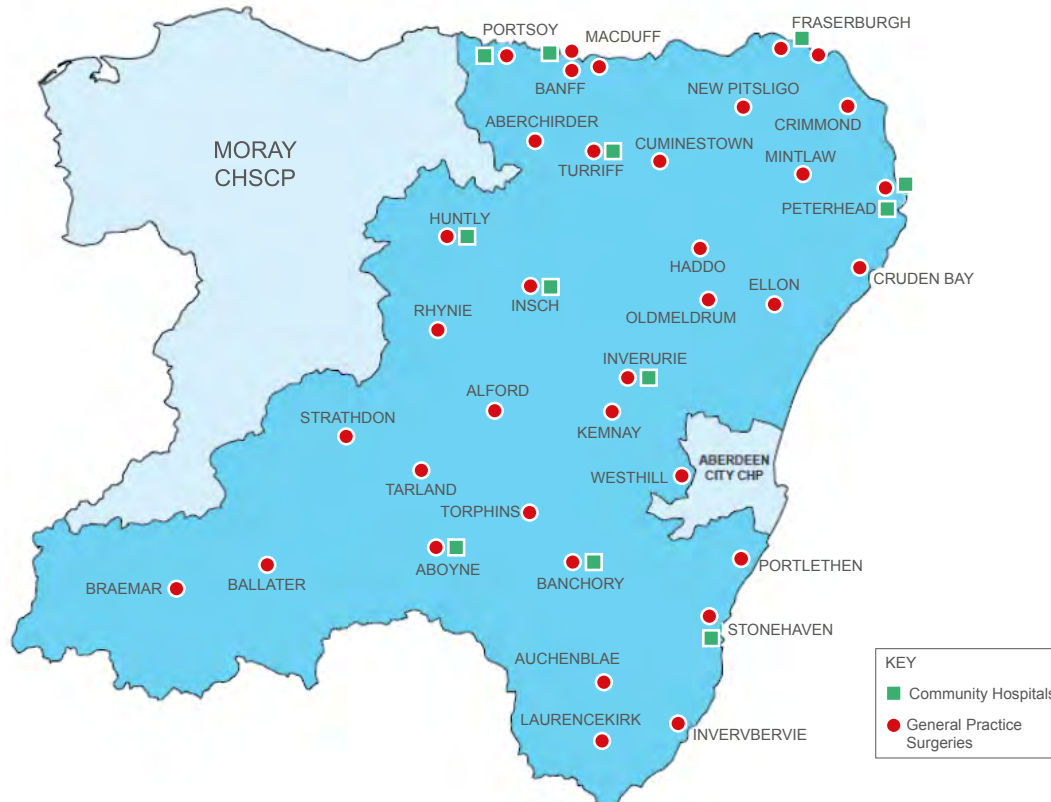 FRASERBURGH
PORTSOY
MACDUFF
BANFF
NEW PITSLIGO
CRIMMOND
ABERCHIRDER
CUMINESTOWN
MORAY
CHSCP
MINTLAW
TURRIFF
PETERHEAD
HUNTLY
HADDO
CRUDEN BAY
ELLON
INSCH
RHYNIE
OLDMELDRUM
INVERURIE
ALFORD
STRATHDON
KEMNAY
ABERDEEN
CITY CHP
WESTHILL
TARLAND
TORPHINS
PORTLETHEN
ABOYNE
BANCHORY
BALLATER
BRAEMAR
STONEHAVEN
AUCHENBLAE
LAURENCEKIRK
INVERVBERVIE
KEY
Community Hospitals
General Practice
Surgeries